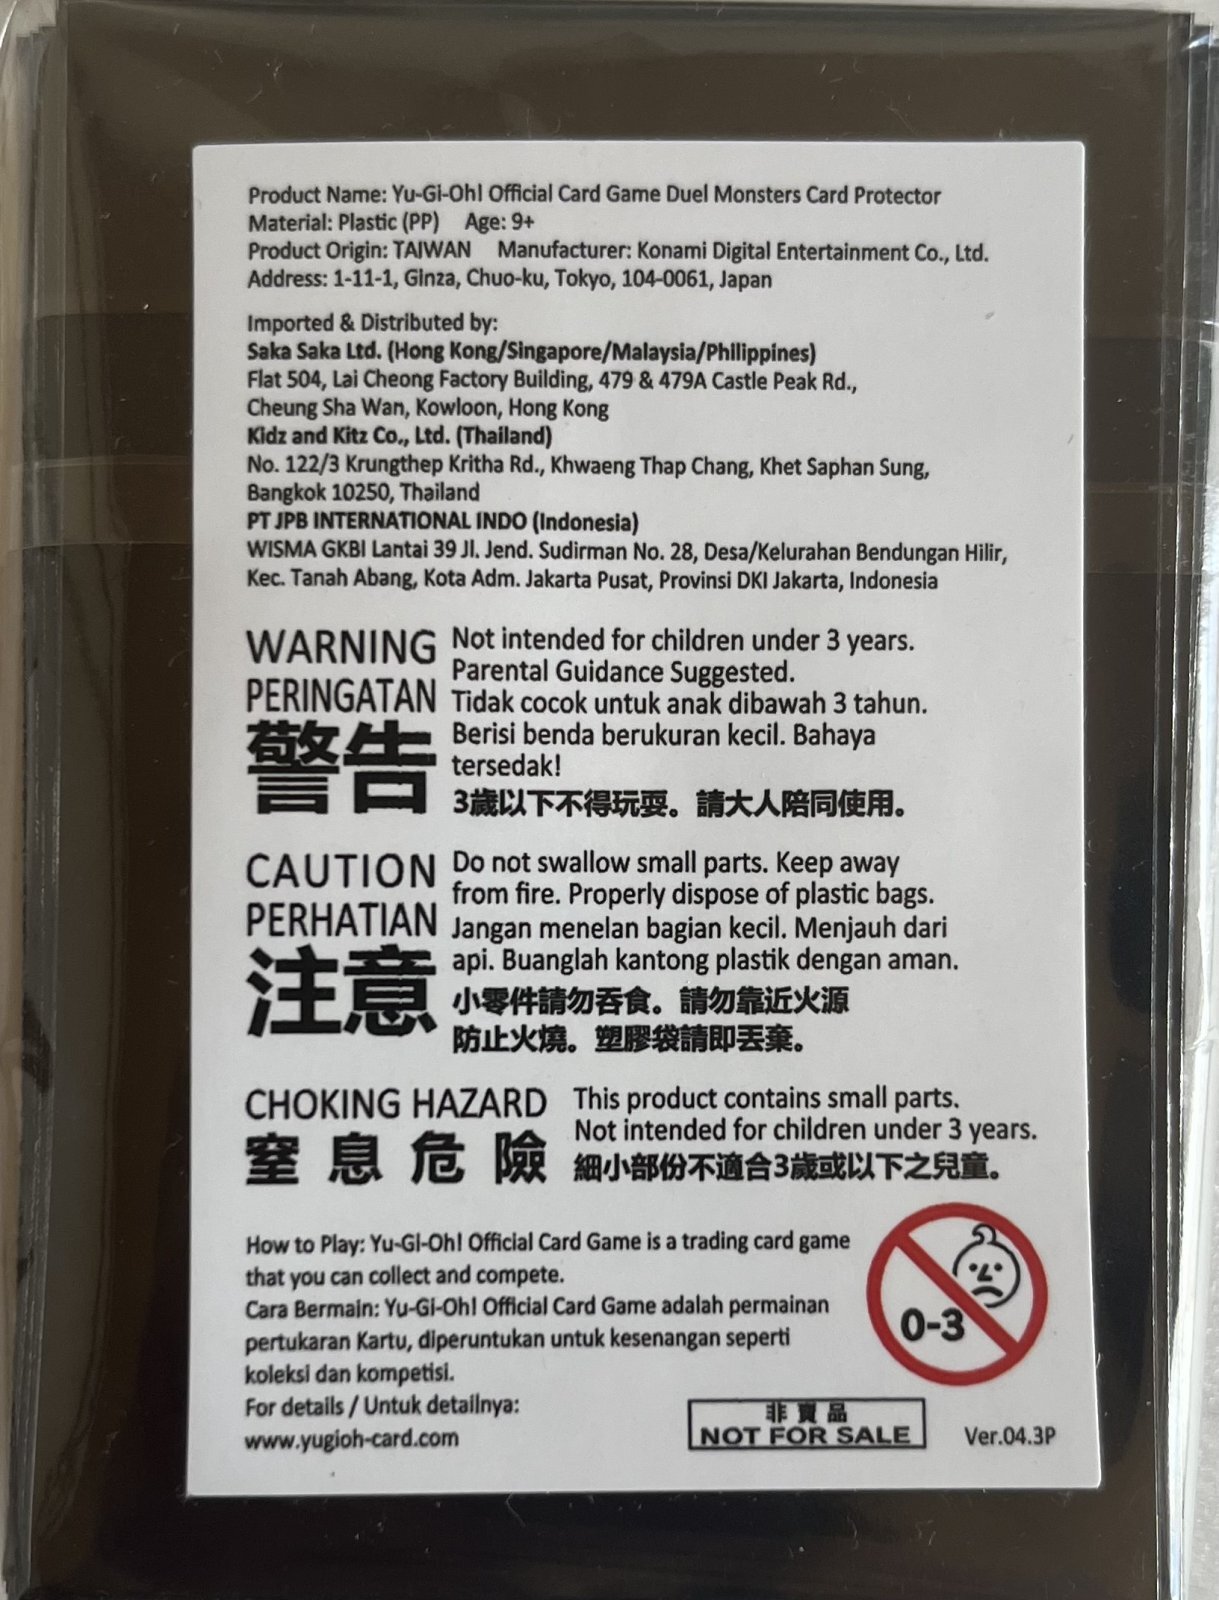 Product Name: Yu-Gi-Oh! Official Card Game Duel Monsters Card Protector
Material: Plastic (PP) Age: 9+
Product Origin: TAIWAN Manufacturer: Konami Digital Entertainment Co., Ltd.
Address: 1-11-1, Ginza, Chuo-ku, Tokyo, 104-0061, Japan
Imported & Distributed by:
Saka Saka Ltd. (Hong Kong/Singapore/Malaysia/Philippines)
Flat 504, Lai Cheong Factory Building, 479 & 479A Castle Peak Rd.,
Cheung Sha Wan, Kowloon, Hong Kong
Kidz and Kitz Co., Ltd. (Thailand)
No. 122/3 Krungthep Kritha Rd., Khwaeng Thap Chang, Khet Saphan Sung,
Bangkok 10250, Thailand
PT JPB INTERNATIONAL INDO (Indonesia)
WISMA GKBI Lantai 39 Jl. Jend. Sudirman No. 28, Desa/Kelurahan Bendungan Hilir,
Kec. Tanah Abang, Kota Adm. Jakarta Pusat, Provinsi DKI Jakarta, Indonesia
WARNING
PERINGATAN
警告
Not intended for children under 3 years.
Parental Guidance Suggested.
Tidak cocok untuk anak dibawah 3 tahun.
Berisi benda berukuran kecil. Bahaya
tersedak!
3歲以下不得玩耍。請大人陪同使用。
CAUTION
PERHATIAN
注意
Do not swallow small parts. Keep away
from fire. Properly dispose of plastic bags.
Jangan menelan bagian kecil. Menjauh dari
api. Buanglah kantong plastik dengan aman.
小零件請勿吞食。請勿靠近火源
防止火燒。塑膠袋請即丟棄。
CHOKING HAZARD
窒息危險
This product contains small parts.
Not intended for children under 3 years.
細小部份不適合3歲或以下之兒童。
How to Play: Yu-Gi-Oh! Official Card Game is a trading card game
that you can collect and compete.
Cara Bermain: Yu-Gi-Oh! Official Card Game adalah permainan
pertukaran Kartu, diperuntukan untuk kesenangan seperti
koleksi dan kompetisi.
For details / Untuk detailnya:
www.yugioh-card.com
0-3
非賣品
NOT FOR SALE
Ver.04.3P